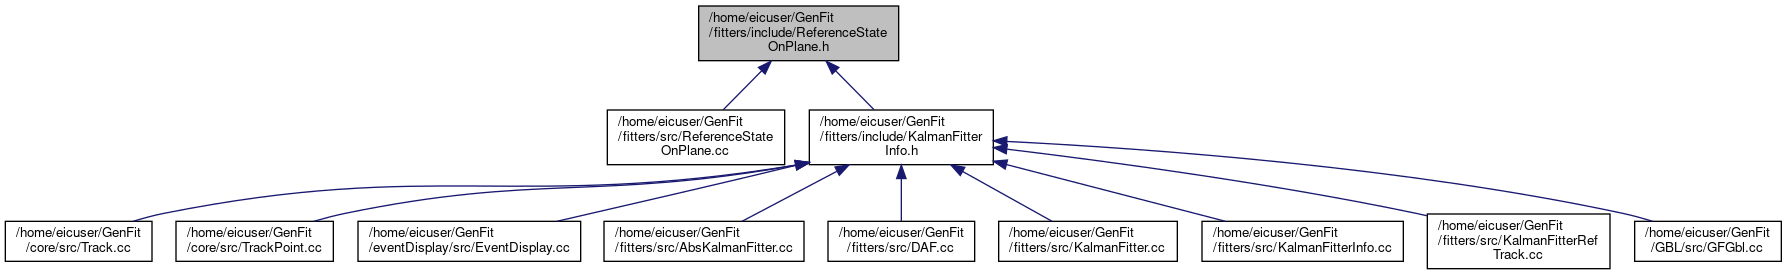 /home/eicuser/GenFit
/fitters/include/ReferenceState
OnPlane.h
/home/eicuser/GenFit
/fitters/src/ReferenceState
OnPlane.cc
/home/eicuser/GenFit
/fitters/include/KalmanFitter
Info.h
/home/eicuser/GenFit
/core/src/Track.cc
/home/eicuser/GenFit
/core/src/TrackPoint.cc
/home/eicuser/GenFit
/eventDisplay/src/EventDisplay.cc
/home/eicuser/GenFit
/fitters/src/AbsKalmanFitter.cc
/home/eicuser/GenFit
/fitters/src/DAF.cc
/home/eicuser/GenFit
/fitters/src/KalmanFitter.cc
/home/eicuser/GenFit
/fitters/src/KalmanFitterInfo.cc
/home/eicuser/GenFit
/fitters/src/KalmanFitterRef
Track.cc
/home/eicuser/GenFit
/GBL/src/GFGbl.cc